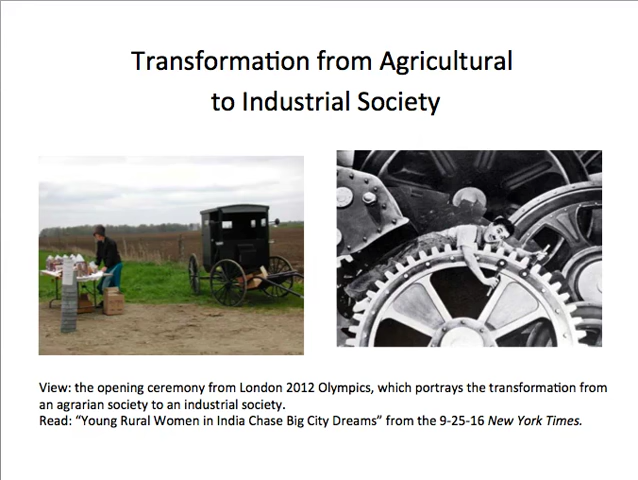 Transformation from Agricultural
to Industrial Society
View: the opening ceremony from London 2012 Olympics, which portrays the transformation from
an agrarian society to an industrial society.
Read: “Young Rural Women in India Chase Big City Dreams” from the 9-25-16 New York Times.